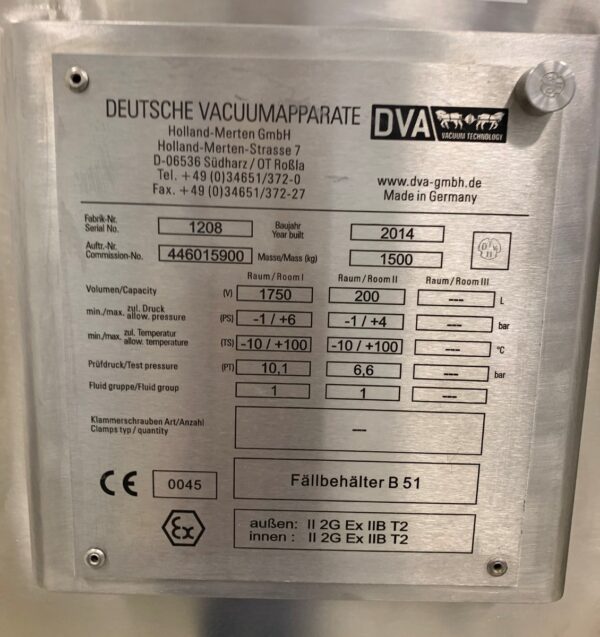 DEUTSCHE VACUUMAPPARATE
DVA
VACUUM TECHNOLOGY
Holland-Merten GmbH
Holland-Merten-Strasse 7
D-06536 Südharz / OT Roßla
Tel. +49 (0)34651/372-0
Fax. +49 (0)34651/372-27
www.dva-gmbh.de
Made in Germany
Fabrik-Nr.
Serial No.
1208
Baujahr
Year built
2014
Auftr.-Nr.
Commission-No.
446015900
Masse/Mass (kg)
1500
Raum/Room I Raum/Room II Raum/Room III
Volumen/Capacity (V) 1750 200 --- L
min./max. zul. Druck
allow. pressure (PS) -1 / +6 -1 / +4 --- bar
min./max. zul. Temperatur
allow. temperature (TS) -10 / +100 -10 / +100 --- °C
Prüfdruck/Test pressure (PT) 10,1 6,6 --- bar
Fluid gruppe/Fluid group 1 1 ---
Klammerschrauben Art/Anzahl
Clamps typ / quantity
---
CE 0045 Fällbehälter B 51
Ex
außen: II 2G Ex IIB T2
innen : II 2G Ex IIB T2